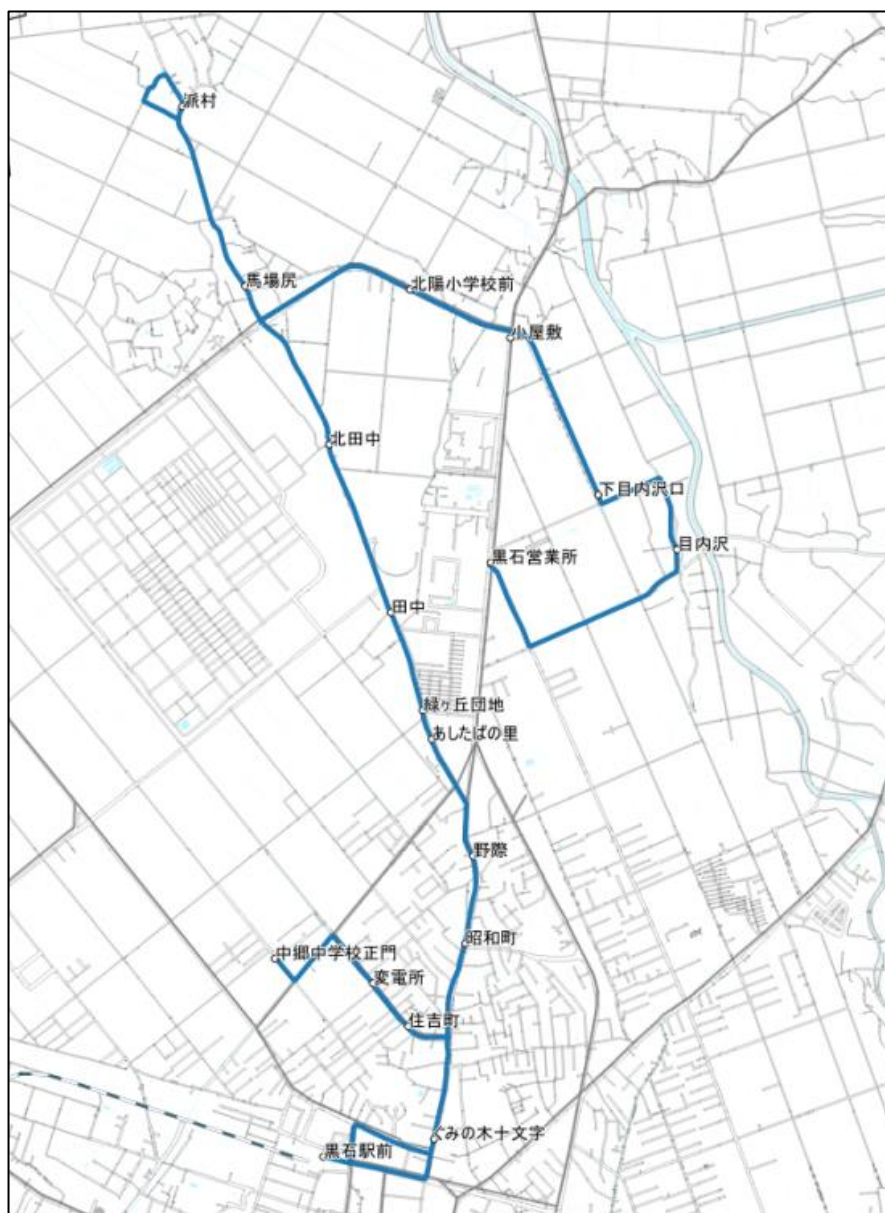 派村
馬場尻
北陽小学校前
小屋敷
北田中
下目内沢口
目内沢
黒石営業所
田中
緑ヶ丘団地
あしたばの里
野際
昭和町
中郷中学校正門
変電所
住吉町
ぐみの木十文字
黒石駅前